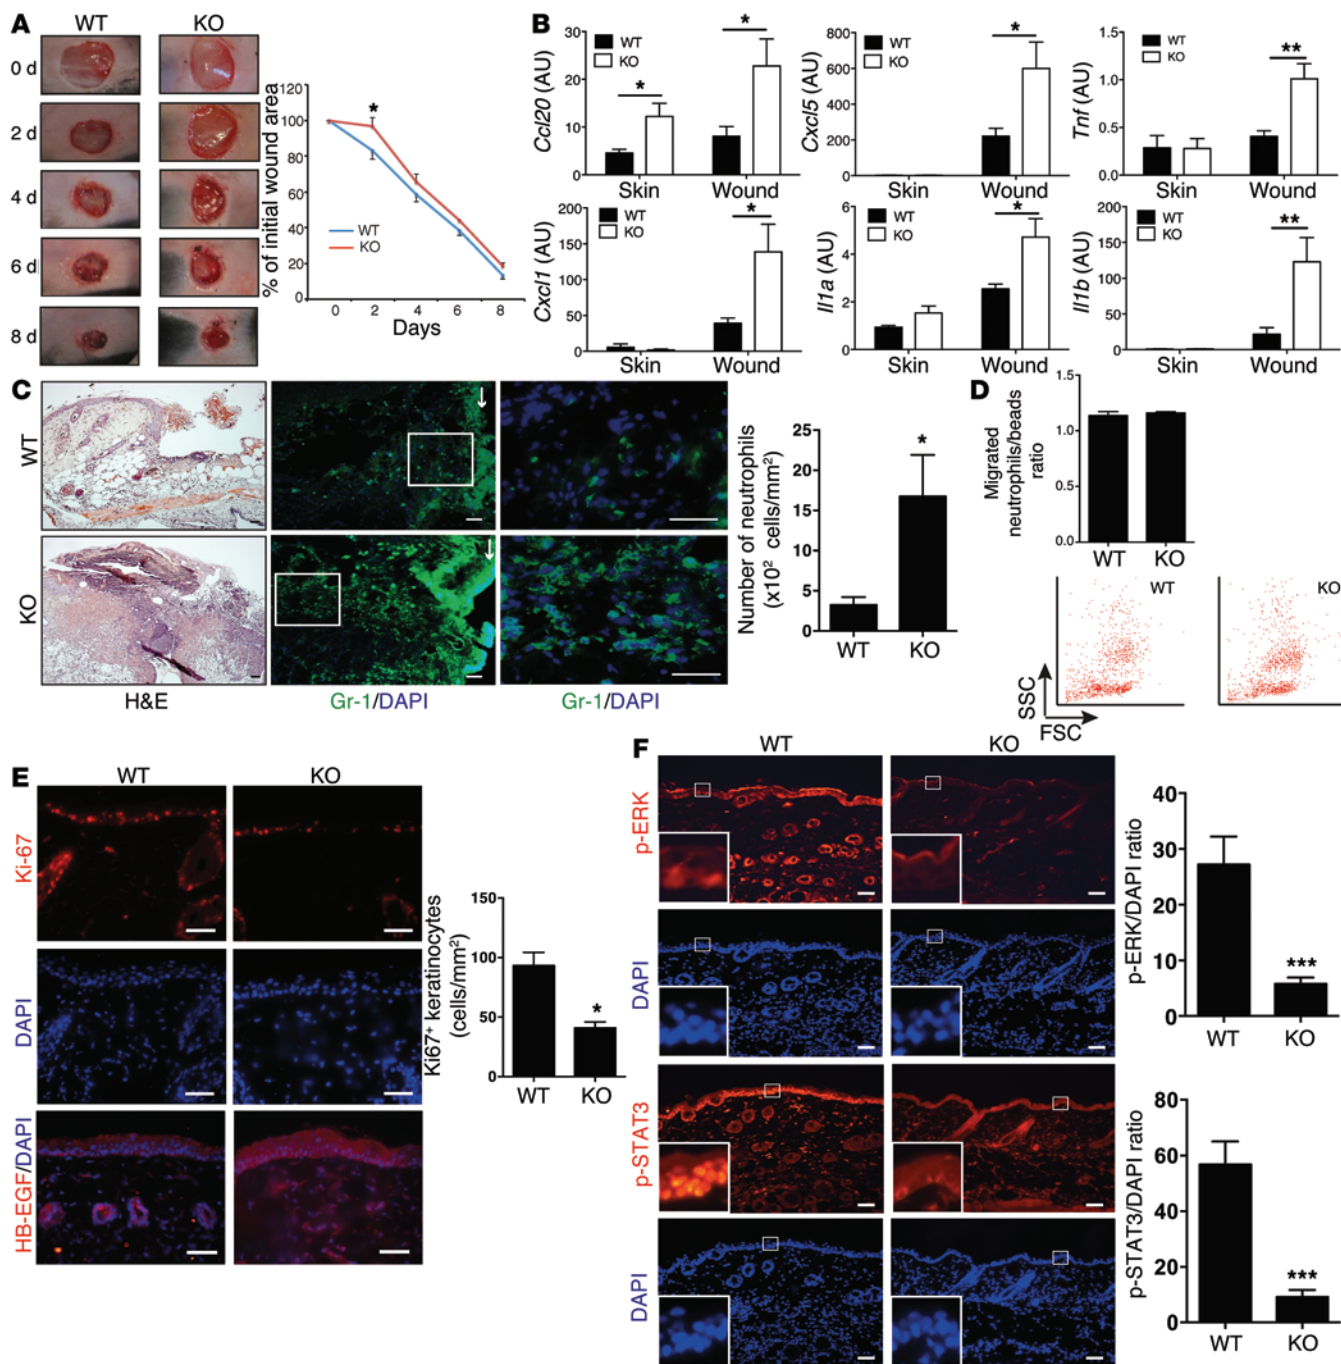 A
WT
KO
0 d
2 d
4 d
6 d
8 d
% of initial wound area
120
100
80
60
40
20
0
*
WT
KO
0 2 4 6 8
Days
B
Ccl20 (AU)
30
20
10
0
WT
KO
*
*
Skin Wound
Cxcl5 (AU)
800
600
400
200
0
WT
KO
*
Skin Wound
Tnf (AU)
1.5
1.0
0.5
0.0
WT
KO
**
Skin Wound
Cxcl1 (AU)
200
150
100
50
0
WT
KO
*
Skin Wound
Il1a (AU)
6
4
2
0
WT
KO
*
Skin Wound
Il1b (AU)
200
150
100
50
0
WT
KO
**
Skin Wound
C
WT
KO
H&E
Gr-1/DAPI
Gr-1/DAPI
Number of neutrophils
(x10² cells/mm²)
25
20
15
10
5
0
*
WT KO
D
Migrated
neutrophils/beads
ratio
1.5
1.0
0.5
0.0
WT KO
WT
KO
SSC
FSC
E
WT
KO
Ki-67
DAPI
HB-EGF/DAPI
Ki67⁺ keratinocytes
(cells/mm²)
150
100
50
0
*
WT KO
F
WT
KO
p-ERK
DAPI
p-STAT3
DAPI
p-ERK/DAPI ratio
40
30
20
10
0
***
WT KO
p-STAT3/DAPI ratio
80
60
40
20
0
***
WT KO